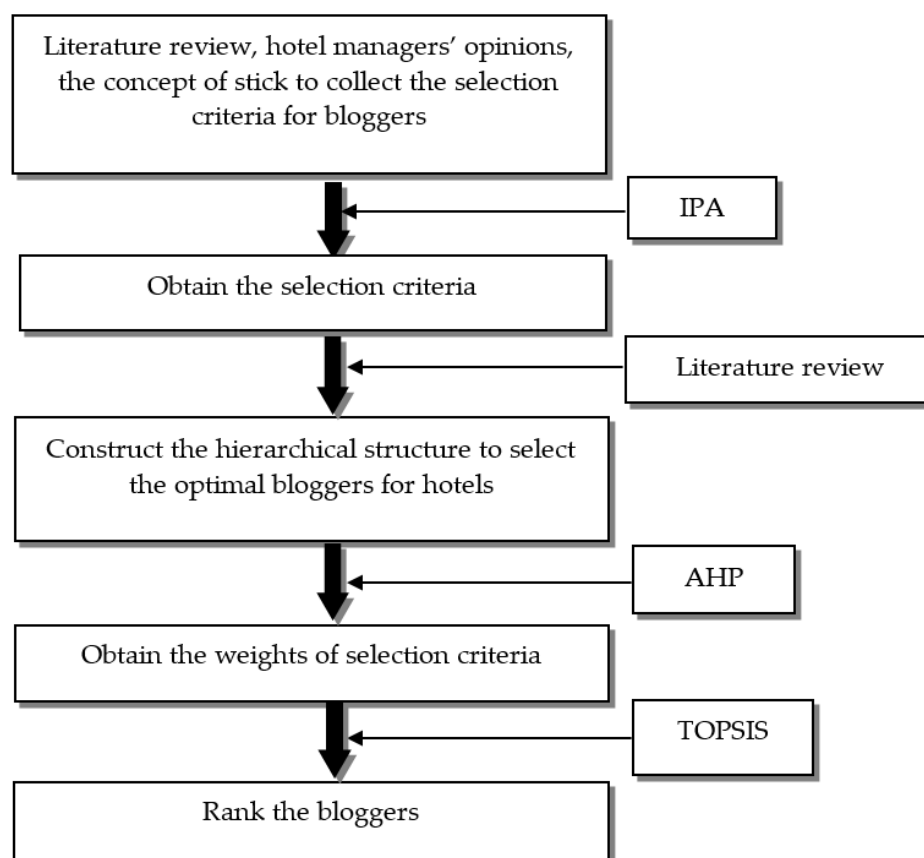 Literature review, hotel managers’ opinions,
the concept of stick to collect the selection
criteria for bloggers
IPA
Obtain the selection criteria
Literature review
Construct the hierarchical structure to select
the optimal bloggers for hotels
AHP
Obtain the weights of selection criteria
TOPSIS
Rank the bloggers